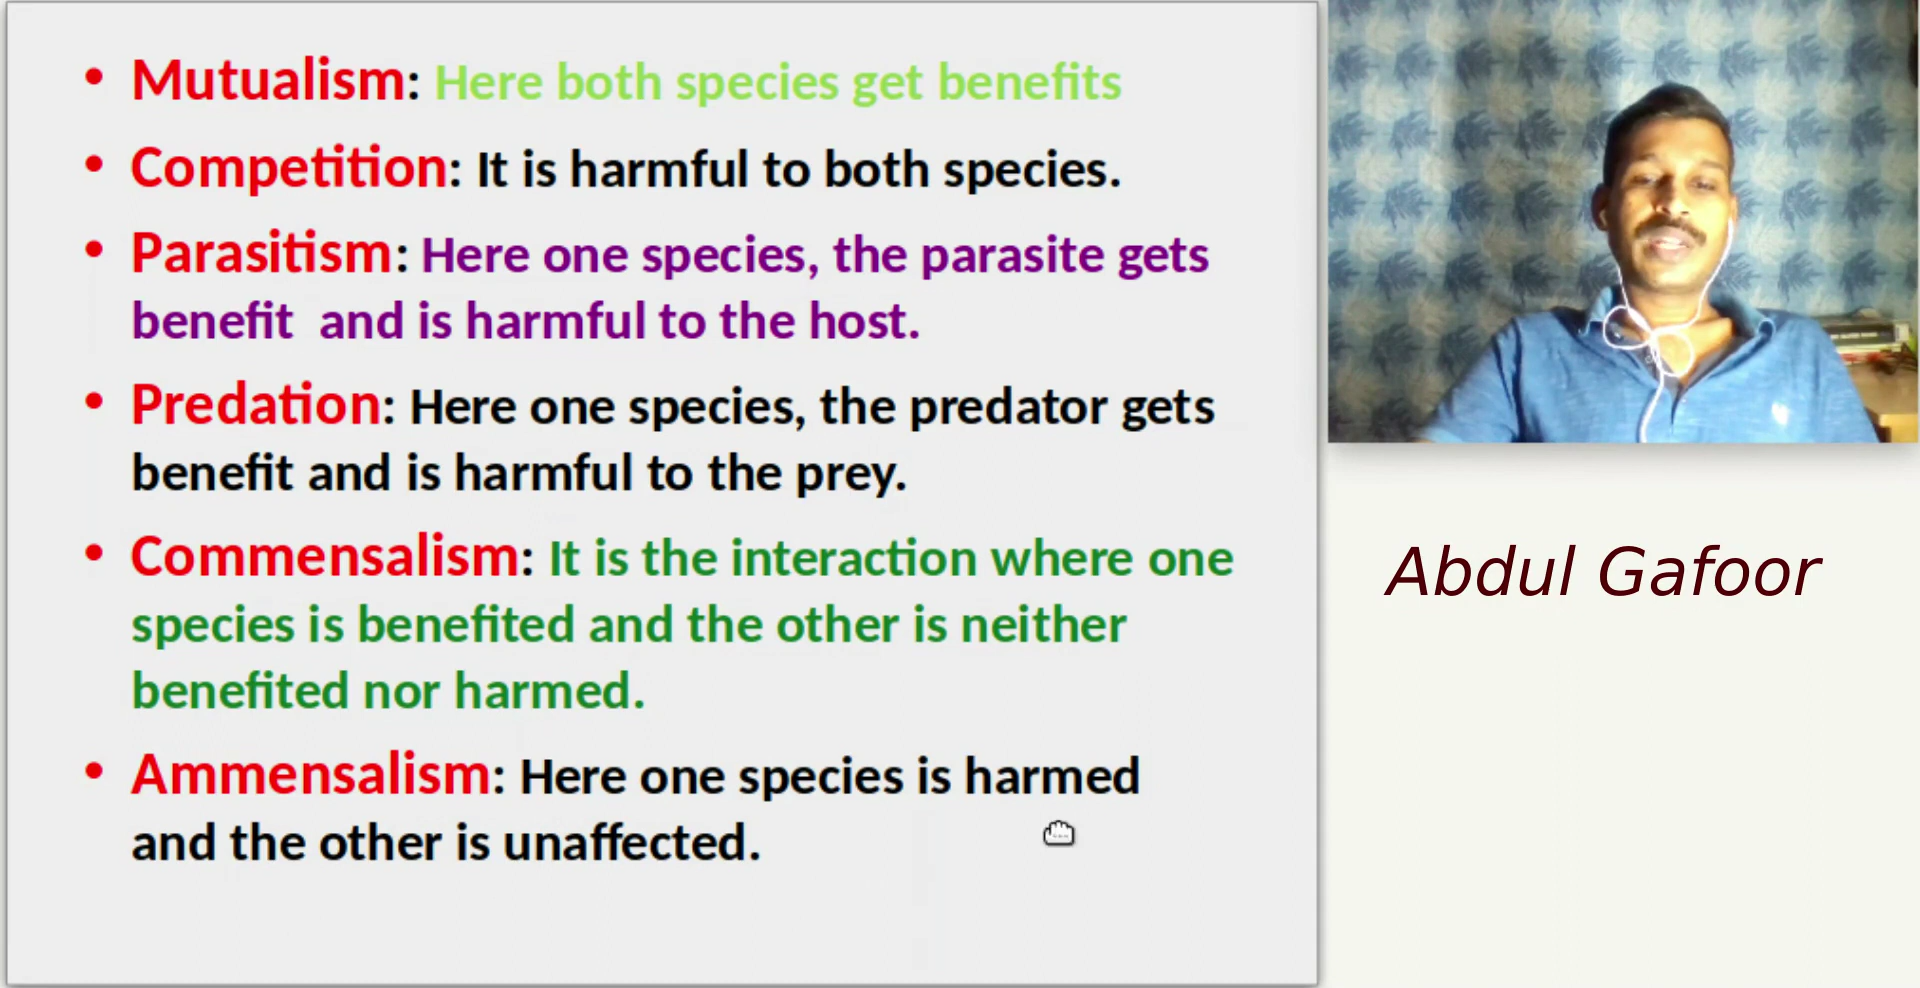 • Mutualism: Here both species get benefits
• Competition: It is harmful to both species.
• Parasitism: Here one species, the parasite gets
benefit  and is harmful to the host.
• Predation: Here one species, the predator gets
benefit and is harmful to the prey.
• Commensalism: It is the interaction where one
species is benefited and the other is neither
benefited nor harmed.
• Ammensalism: Here one species is harmed
and the other is unaffected.
Abdul Gafoor